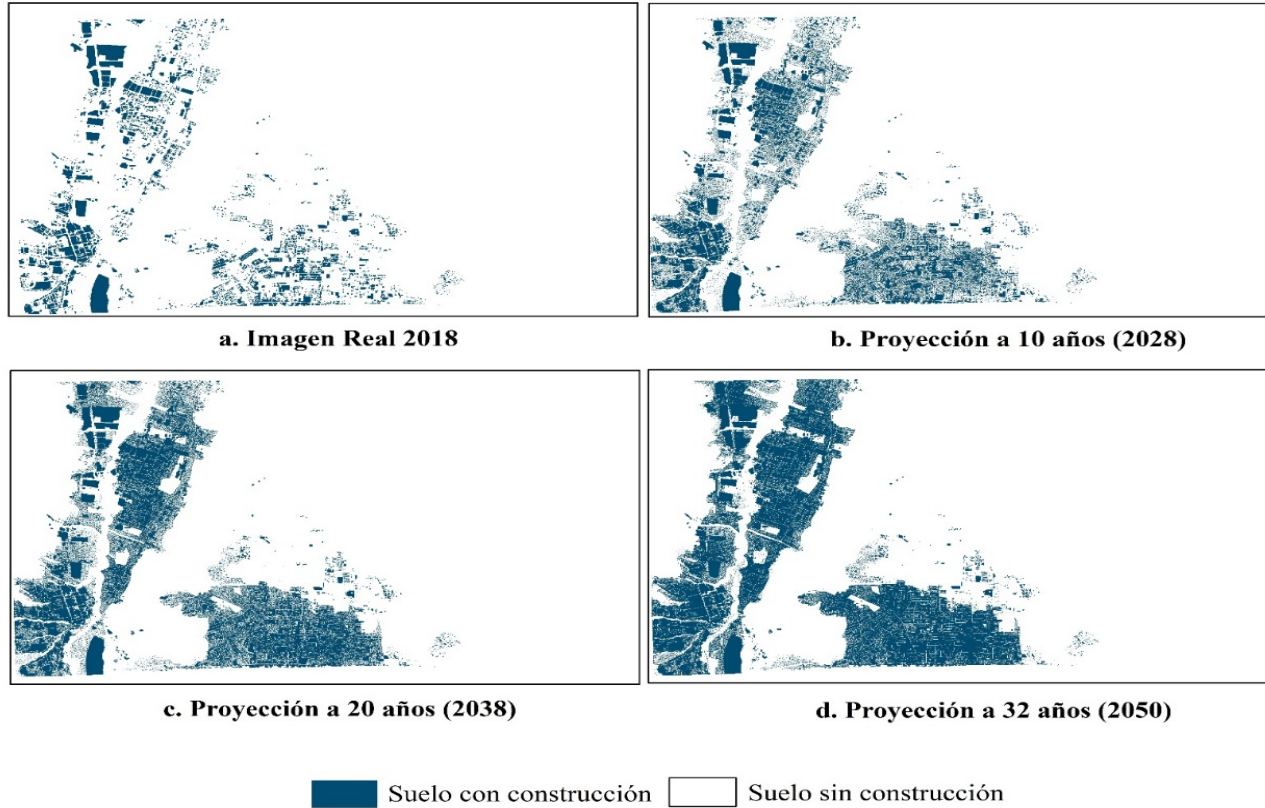 a. Imagen Real 2018
b. Proyección a 10 años (2028)
c. Proyección a 20 años (2038)
d. Proyección a 32 años (2050)
Suelo con construcción
Suelo sin construcción